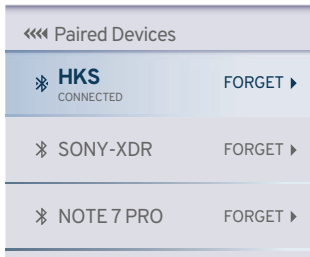 Paired Devices
HKS FORGET
CONNECTED
SONY-XDR FORGET
NOTE 7 PRO FORGET